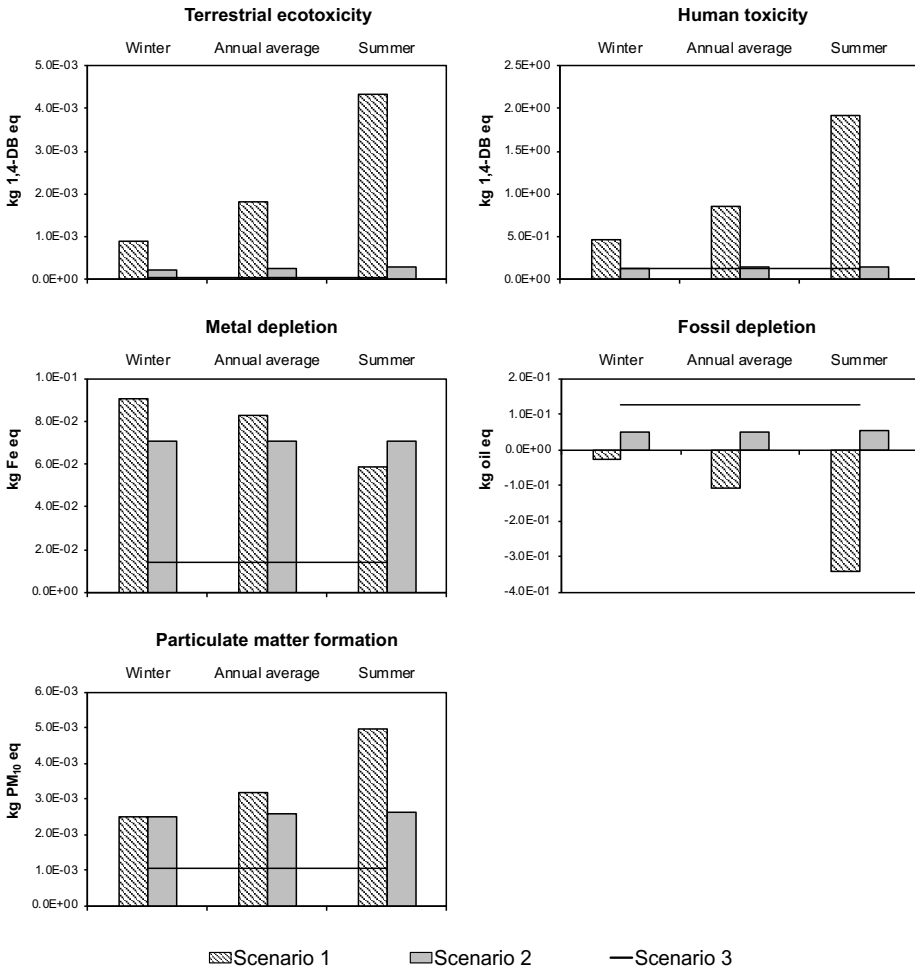 Terrestrial ecotoxicity
Winter Annual average Summer
kg 1,4-DB eq
5.0E-03
4.0E-03
3.0E-03
2.0E-03
1.0E-03
0.0E+00
Human toxicity
Winter Annual average Summer
kg 1,4-DB eq
2.5E+00
2.0E+00
1.5E+00
1.0E+00
5.0E-01
0.0E+00
Metal depletion
Winter Annual average Summer
kg Fe eq
1.0E-01
8.0E-02
6.0E-02
4.0E-02
2.0E-02
0.0E+00
Fossil depletion
Winter Annual average Summer
kg oil eq
2.0E-01
1.0E-01
0.0E+00
-1.0E-01
-2.0E-01
-3.0E-01
-4.0E-01
Particulate matter formation
Winter Annual average Summer
kg PM₁₀ eq
6.0E-03
5.0E-03
4.0E-03
3.0E-03
2.0E-03
1.0E-03
0.0E+00
Scenario 1 Scenario 2 Scenario 3